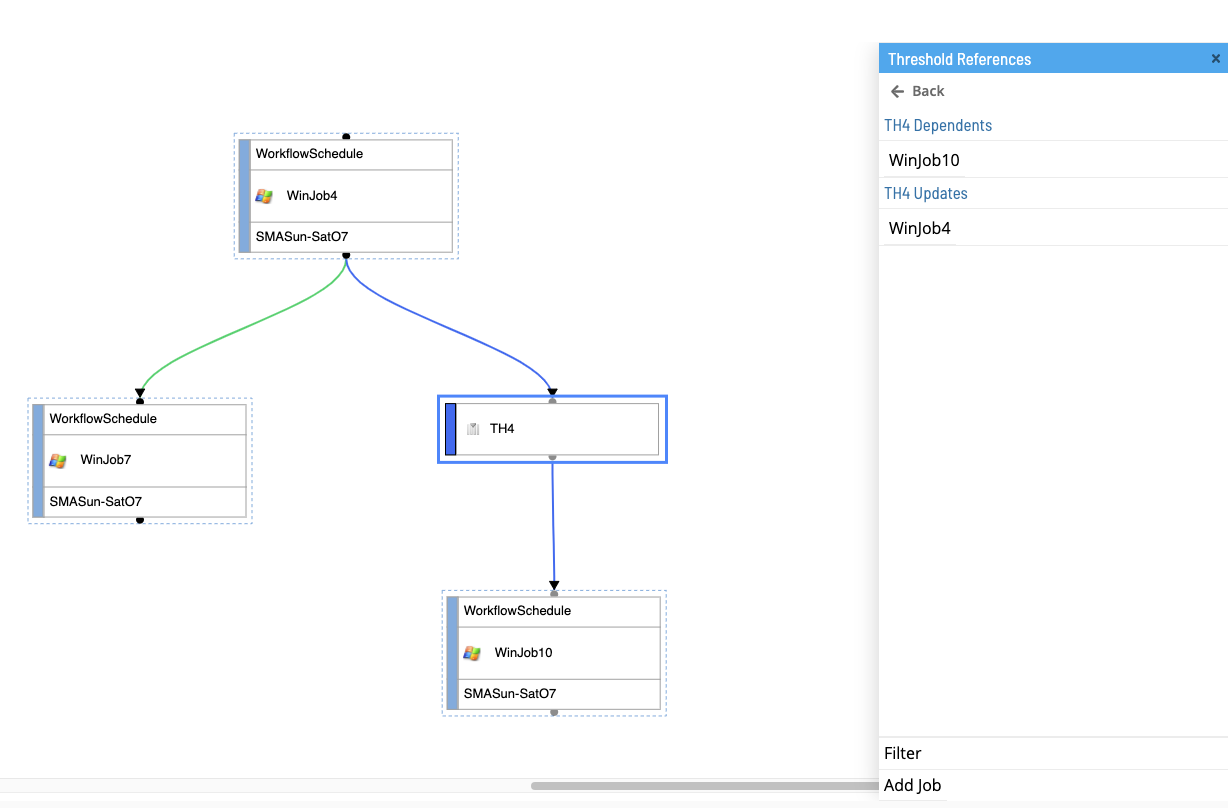 Threshold References
×
Back
TH4 Dependents
WinJob10
TH4 Updates
WinJob4
Filter
Add Job
WorkflowSchedule
WinJob4
SMASun-SatO7
WorkflowSchedule
WinJob7
SMASun-SatO7
TH4
WorkflowSchedule
WinJob10
SMASun-SatO7